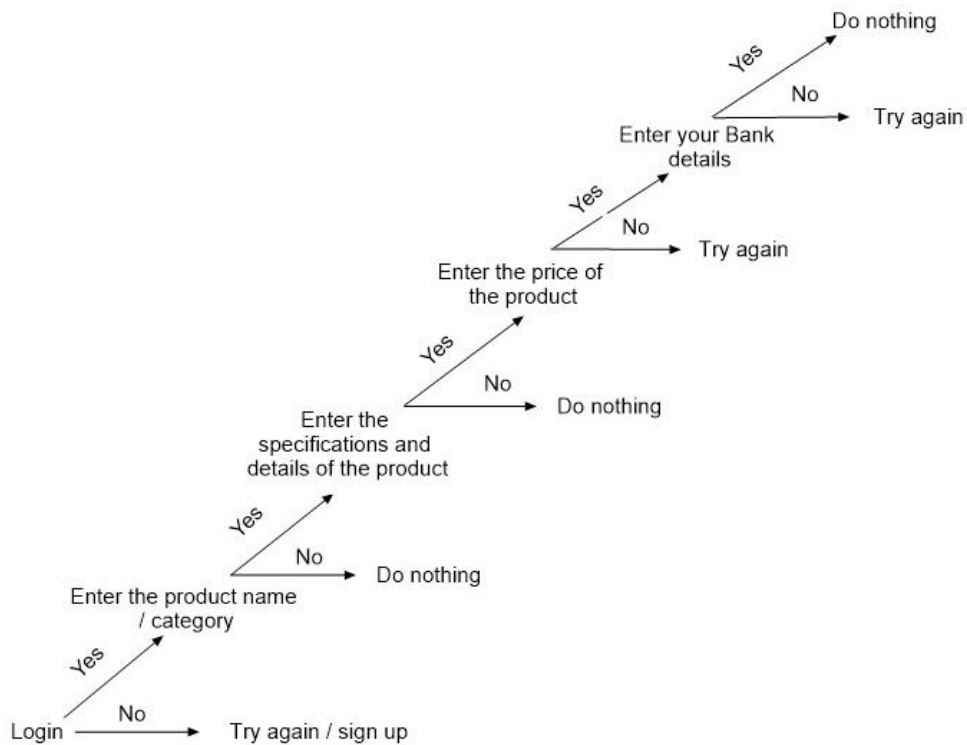 Do nothing
Yes
No
Try again
Enter your Bank
details
Yes
No
Try again
Enter the price of
the product
Yes
No
Do nothing
Enter the
specifications and
details of the product
Yes
No
Do nothing
Enter the product name
/ category
Yes
No
Login
Try again / sign up